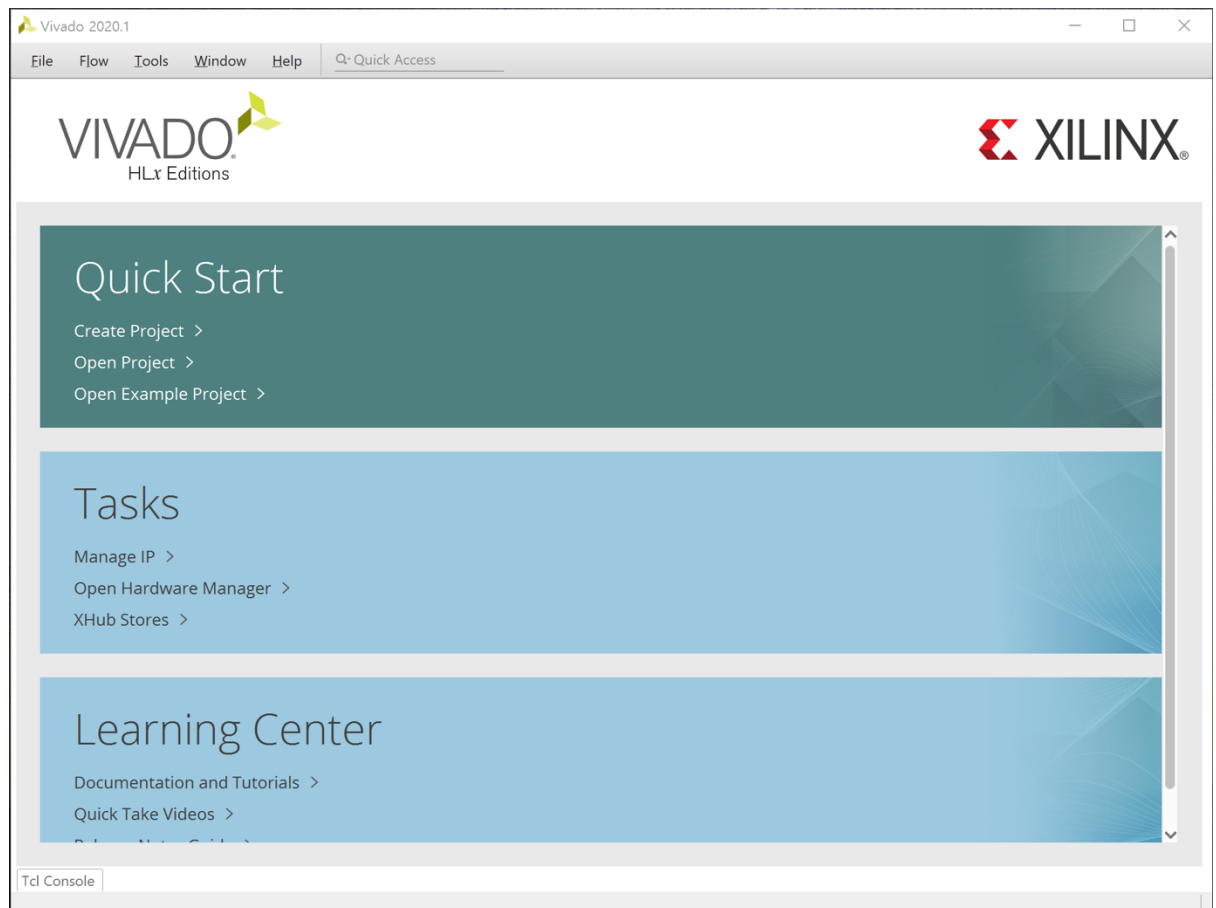 Vivado 2020.1
File Flow Tools Window Help Quick Access
VIVADO®
HLx Editions
XILINX®
Quick Start
Create Project >
Open Project >
Open Example Project >
Tasks
Manage IP >
Open Hardware Manager >
XHub Stores >
Learning Center
Documentation and Tutorials >
Quick Take Videos >
Tcl Console